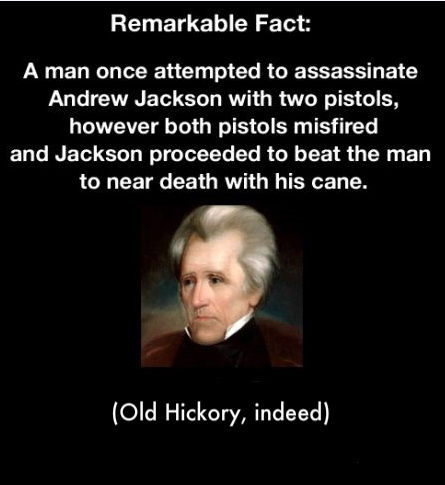 Remarkable Fact:
A man once attempted to assassinate
Andrew Jackson with two pistols,
however both pistols misfired
and Jackson proceeded to beat the man
to near death with his cane.
(Old Hickory, indeed)